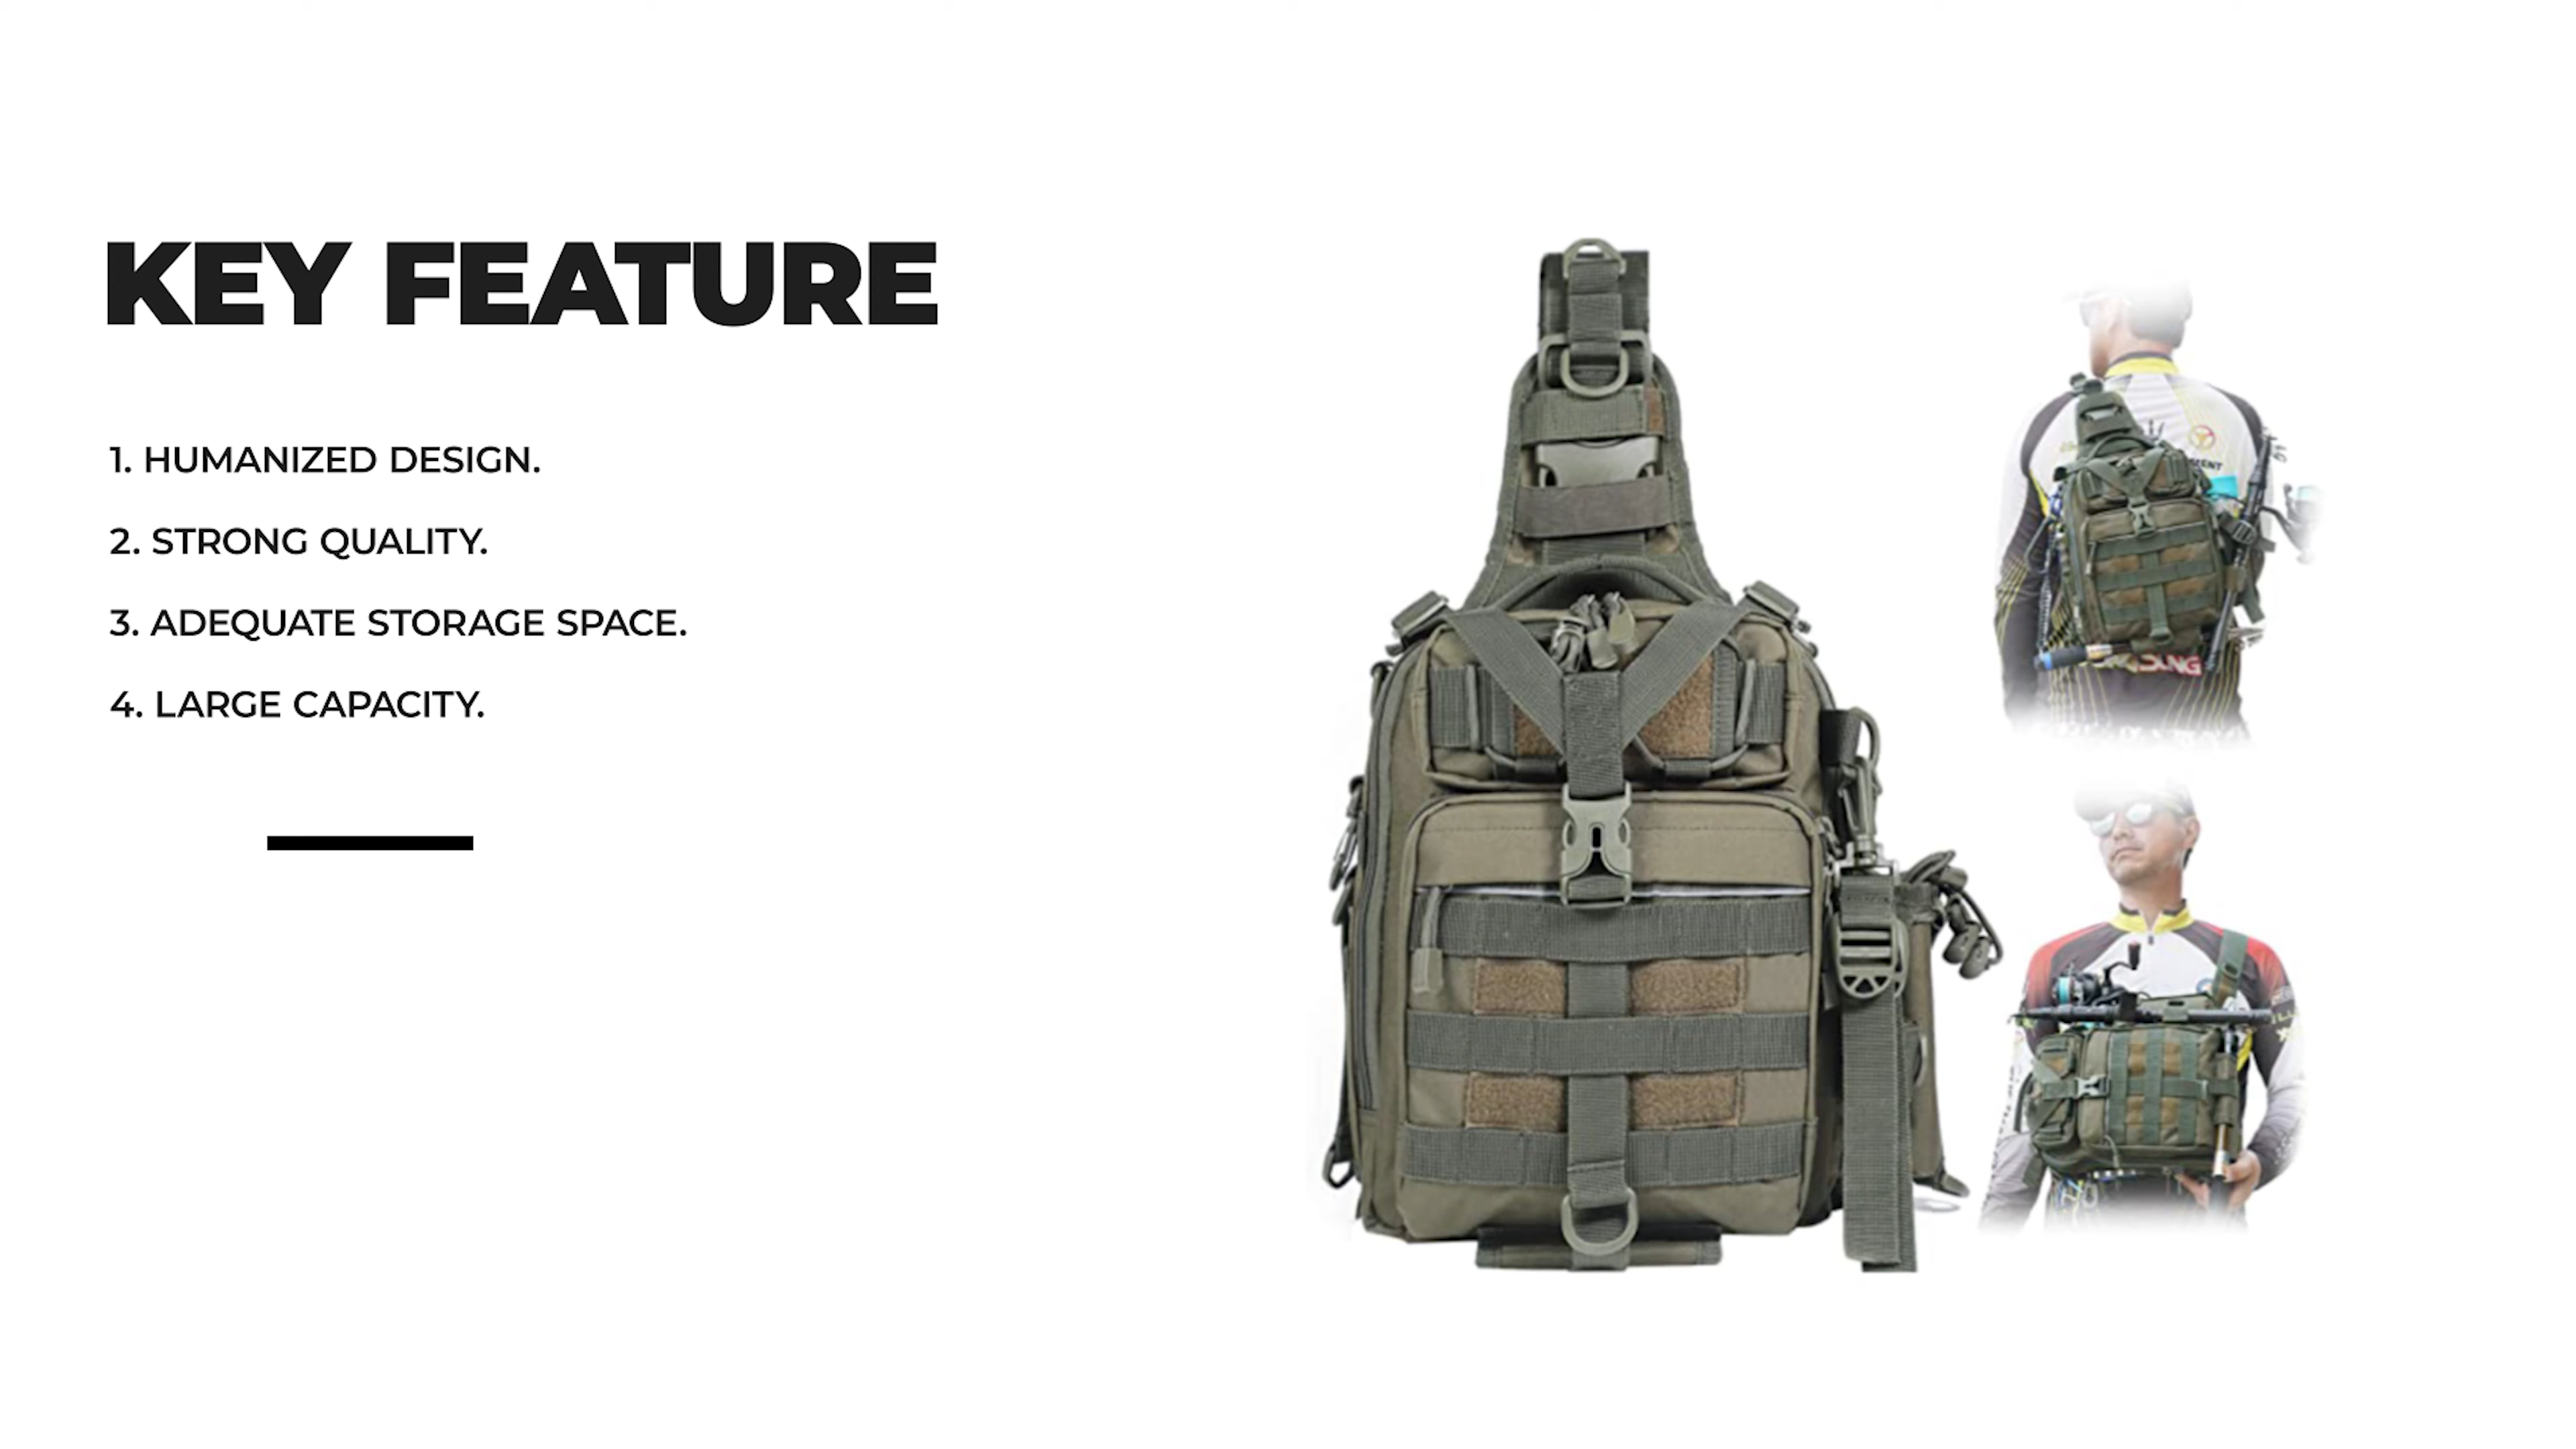 KEY FEATURE
1. HUMANIZED DESIGN.
2. STRONG QUALITY.
3. ADEQUATE STORAGE SPACE.
4. LARGE CAPACITY.